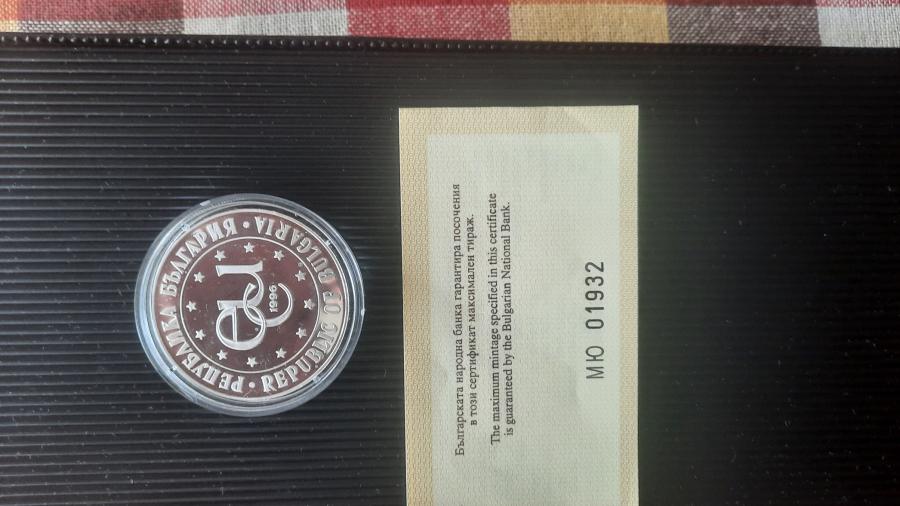 РЕПУБЛИКА БЪЛГАРИЯ • REPUBLIC OF BULGARIA •
eu
1996
Българската народна банка гарантира посочения
в този сертификат максимален тираж.
The maximum mintage specified in this certificate
is guaranteed by the Bulgarian National Bank.
МЮ 01932